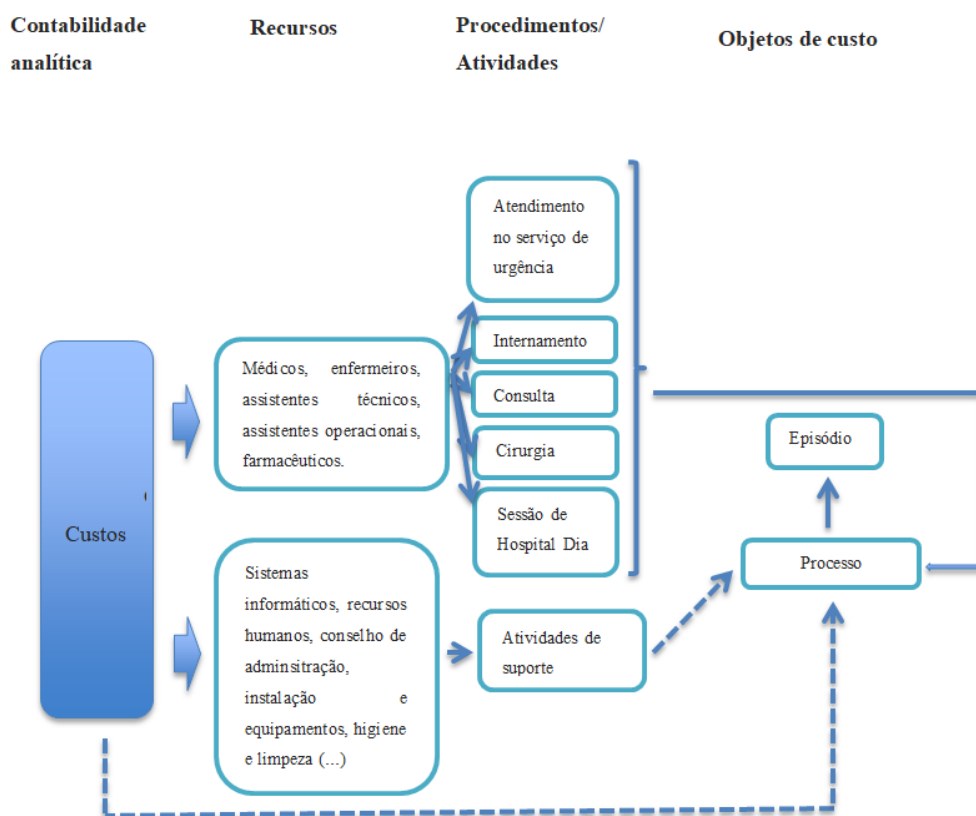 Contabilidade
analítica
Recursos
Procedimentos/
Atividades
Objetos de custo
Custos
Médicos, enfermeiros,
assistentes técnicos,
assistentes operacionais,
farmacêuticos.
Sistemas
informáticos, recursos
humanos, conselho de
adminsitração,
instalação e
equipamentos, higiene
e limpeza (...)
Atendimento
no serviço de
urgência
Internamento
Consulta
Cirurgia
Sessão de
Hospital Dia
Atividades de
suporte
Episódio
Processo